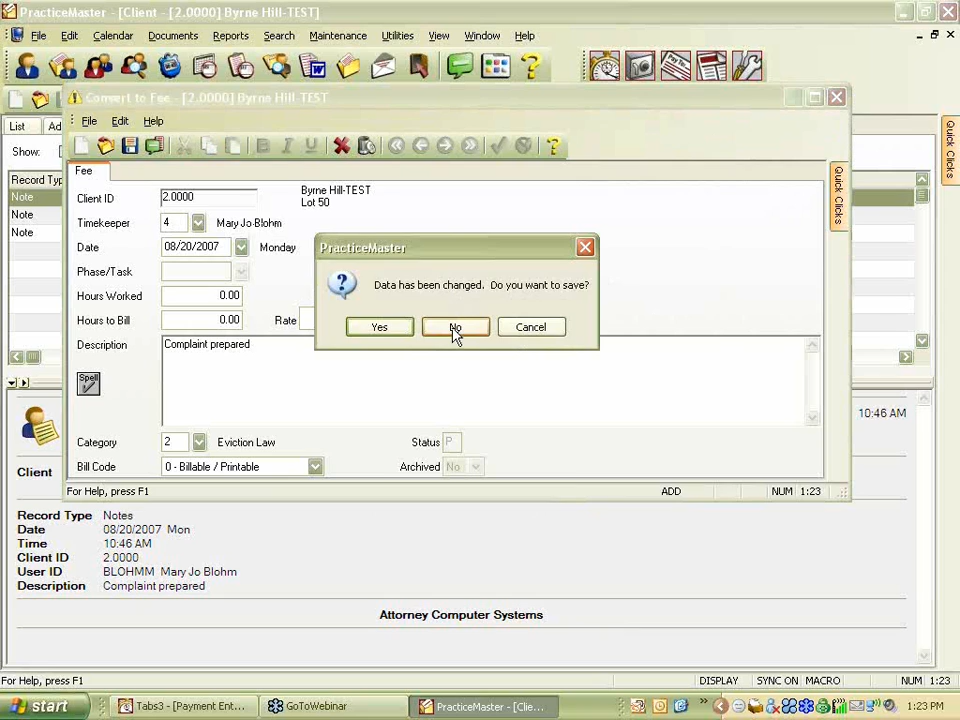 PracticeMaster - [Client - [2.0000] Byrne Hill-TEST]
File Edit Calendar Documents Reports Search Maintenance Utilities View Window Help
Convert to Fee - [2.0000] Byrne Hill-TEST
File Edit Help
List
Show:
Record Typ
Note
Note
Note
Quick Clicks
Quick Clicks
Fee
Client ID 2.0000 Byrne Hill-TEST
Lot 50
Timekeeper 4 Mary Jo Blohm
Date 08/20/2007 Monday
Phase/Task
Hours Worked 0.00
Hours to Bill 0.00 Rate
Description Complaint prepared
Spell
Category 2 Eviction Law Status P
Bill Code 0 - Billable / Printable Archived No
For Help, press F1 ADD NUM 1:23
PracticeMaster
Data has been changed. Do you want to save?
Yes No Cancel
10:46 AM
Client
Record Type Notes
Date 08/20/2007 Mon
Time 10:46 AM
Client ID 2.0000
User ID BLOHMM Mary Jo Blohm
Description Complaint prepared
Attorney Computer Systems
For Help, press F1 DISPLAY SYNC ON MACRO NUM 1:23
start Tabs3 - [Payment Ent... GoToWebinar PracticeMaster - [Clie... 1:23 PM